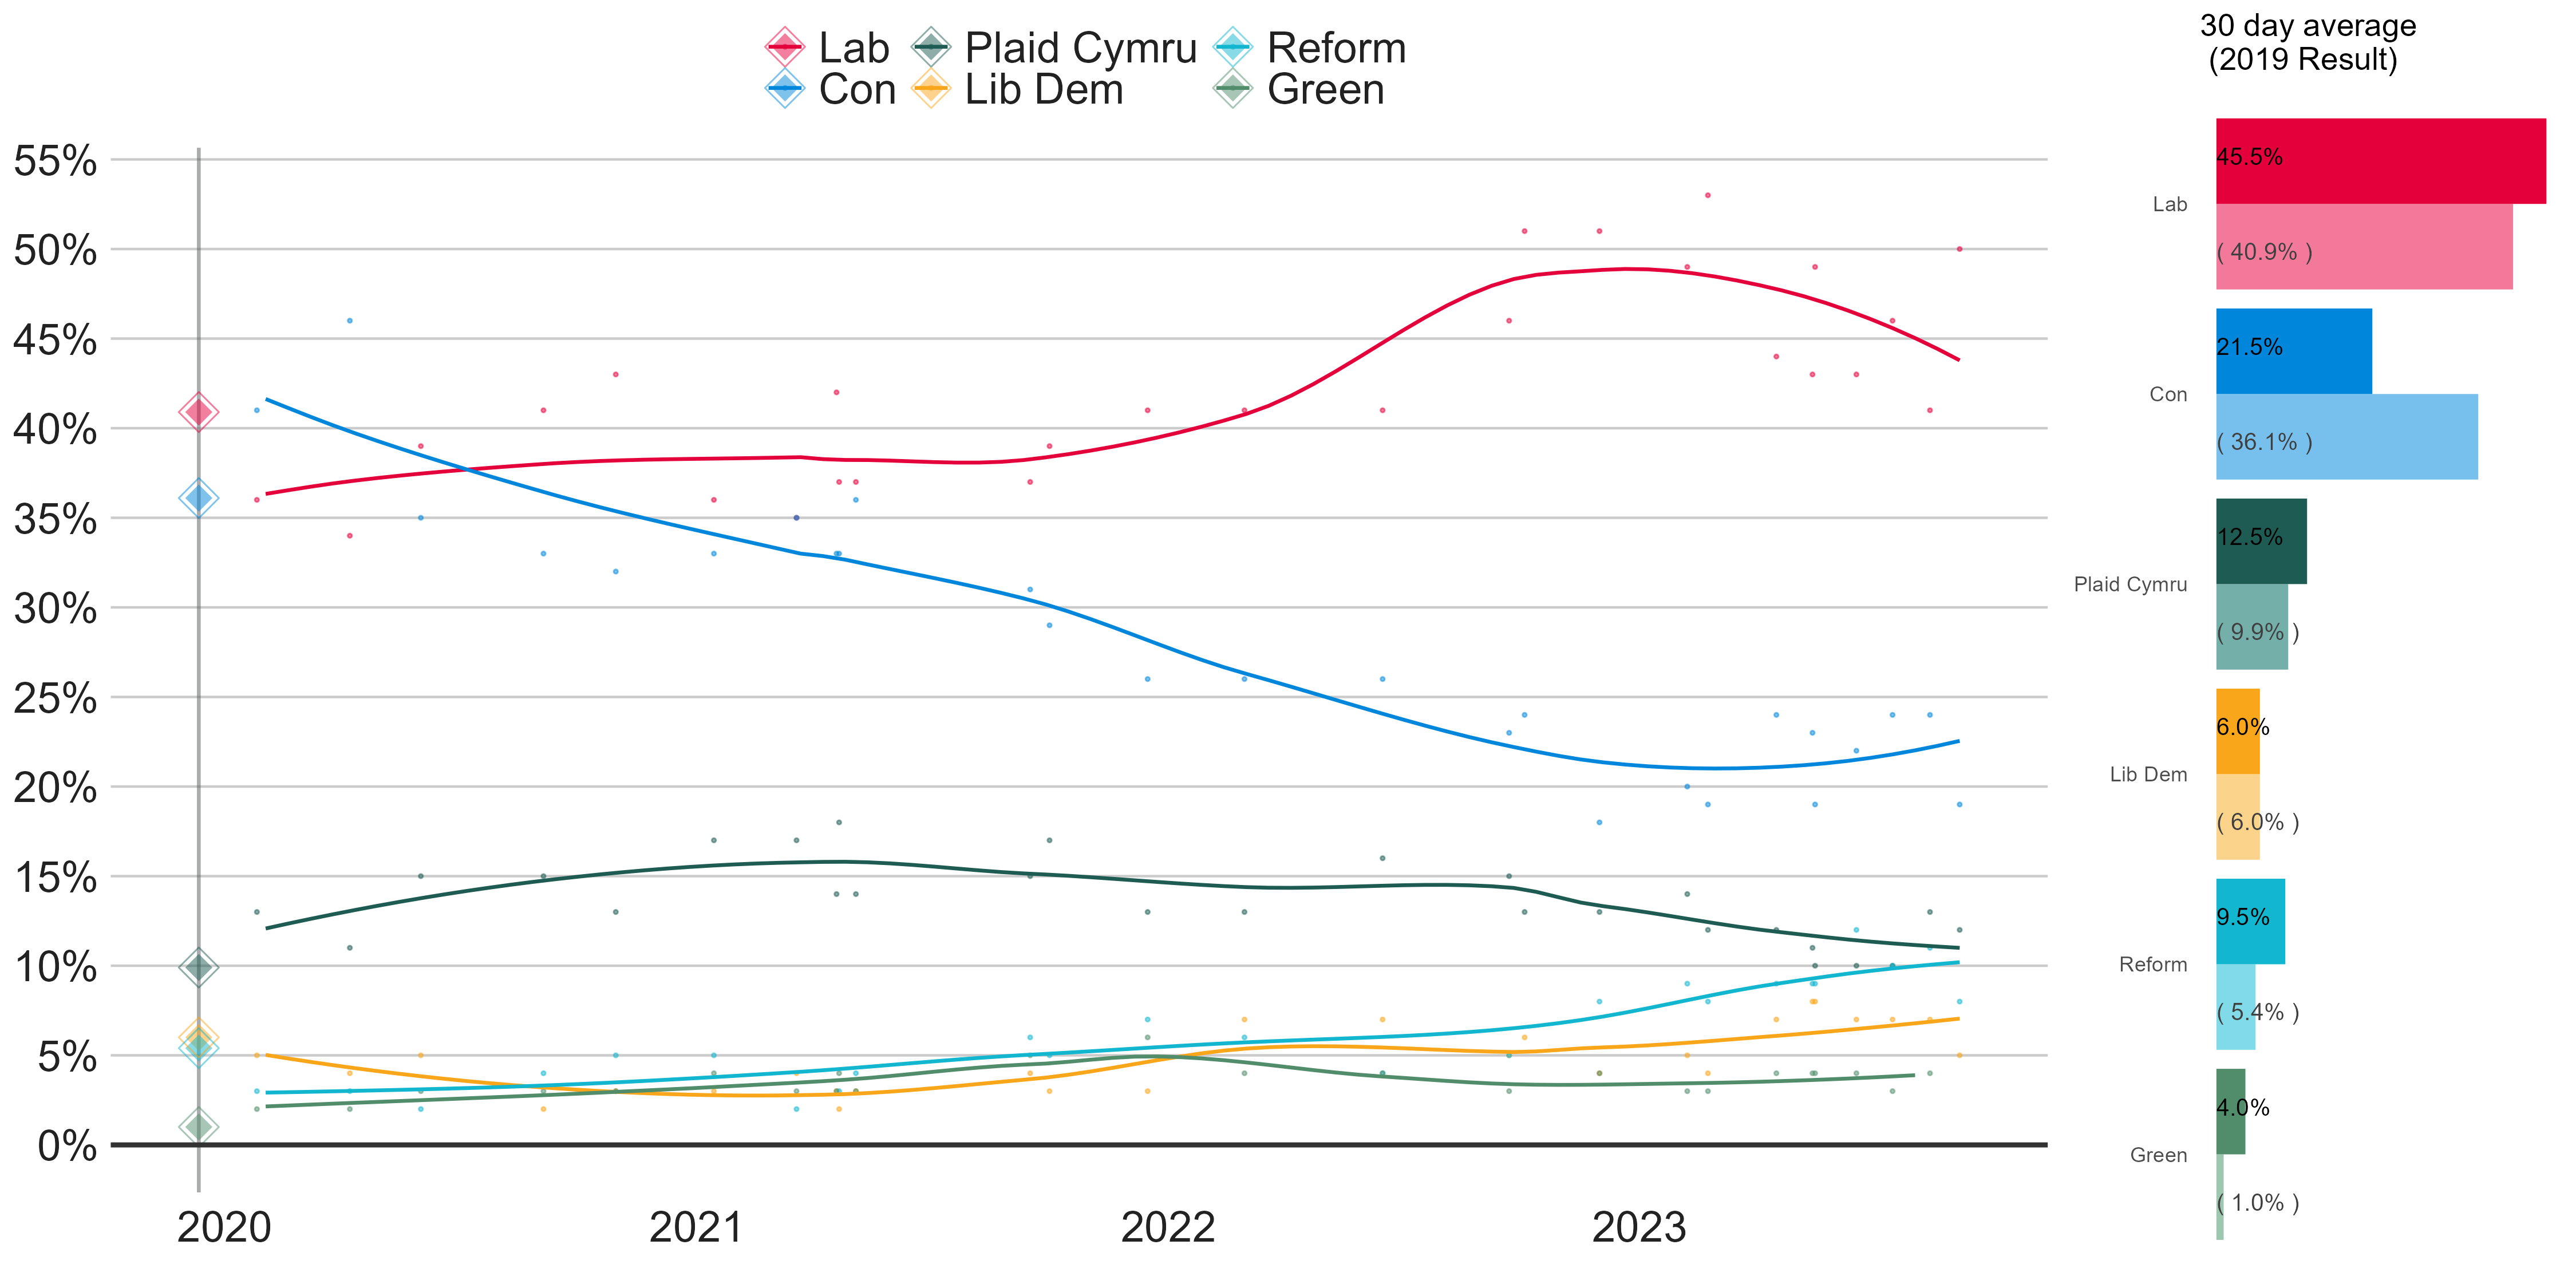 Lab Plaid Cymru Reform
Con Lib Dem Green
55%
50%
45%
40%
35%
30%
25%
20%
15%
10%
5%
0%
2020 2021 2022 2023
30 day average
(2019 Result)
45.5%
Lab
( 40.9% )
21.5%
Con
( 36.1% )
12.5%
Plaid Cymru
( 9.9% )
6.0%
Lib Dem
( 6.0% )
9.5%
Reform
( 5.4% )
4.0%
Green
( 1.0% )